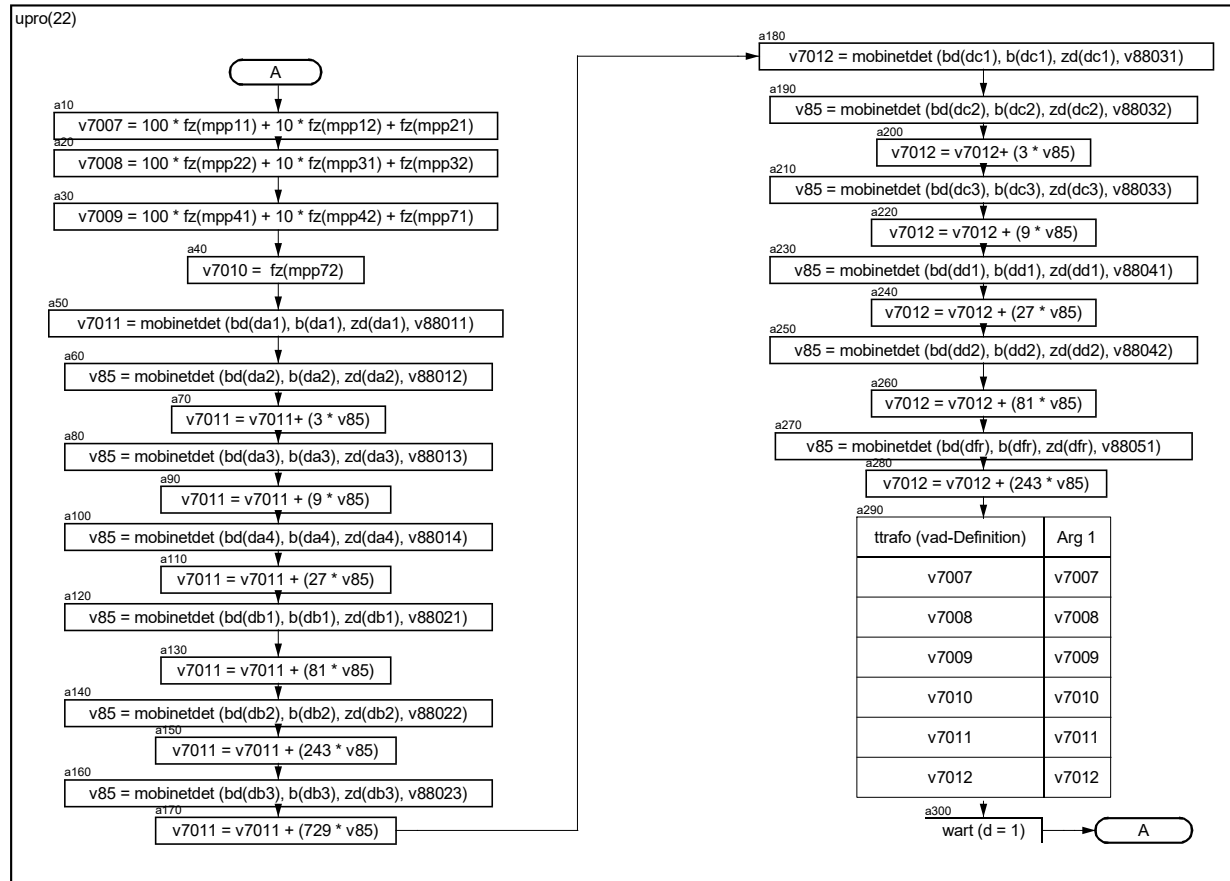 upro(22)
A
a10
v7007 = 100 * fz(mpp11) + 10 * fz(mpp12) + fz(mpp21)
a20
v7008 = 100 * fz(mpp22) + 10 * fz(mpp31) + fz(mpp32)
a30
v7009 = 100 * fz(mpp41) + 10 * fz(mpp42) + fz(mpp71)
a40
v7010 = fz(mpp72)
a50
v7011 = mobinetdet (bd(da1), b(da1), zd(da1), v88011)
a60
v85 = mobinetdet (bd(da2), b(da2), zd(da2), v88012)
a70
v7011 = v7011+ (3 * v85)
a80
v85 = mobinetdet (bd(da3), b(da3), zd(da3), v88013)
a90
v7011 = v7011 + (9 * v85)
a100
v85 = mobinetdet (bd(da4), b(da4), zd(da4), v88014)
a110
v7011 = v7011 + (27 * v85)
a120
v85 = mobinetdet (bd(db1), b(db1), zd(db1), v88021)
a130
v7011 = v7011 + (81 * v85)
a140
v85 = mobinetdet (bd(db2), b(db2), zd(db2), v88022)
a150
v7011 = v7011 + (243 * v85)
a160
v85 = mobinetdet (bd(db3), b(db3), zd(db3), v88023)
a170
v7011 = v7011 + (729 * v85)
a180
v7012 = mobinetdet (bd(dc1), b(dc1), zd(dc1), v88031)
a190
v85 = mobinetdet (bd(dc2), b(dc2), zd(dc2), v88032)
a200
v7012 = v7012+ (3 * v85)
a210
v85 = mobinetdet (bd(dc3), b(dc3), zd(dc3), v88033)
a220
v7012 = v7012 + (9 * v85)
a230
v85 = mobinetdet (bd(dd1), b(dd1), zd(dd1), v88041)
a240
v7012 = v7012 + (27 * v85)
a250
v85 = mobinetdet (bd(dd2), b(dd2), zd(dd2), v88042)
a260
v7012 = v7012 + (81 * v85)
a270
v85 = mobinetdet (bd(dfr), b(dfr), zd(dfr), v88051)
a280
v7012 = v7012 + (243 * v85)
a290
ttrafo (vad-Definition) Arg 1
v7007 v7007
v7008 v7008
v7009 v7009
v7010 v7010
v7011 v7011
v7012 v7012
a300
wart (d = 1)
A